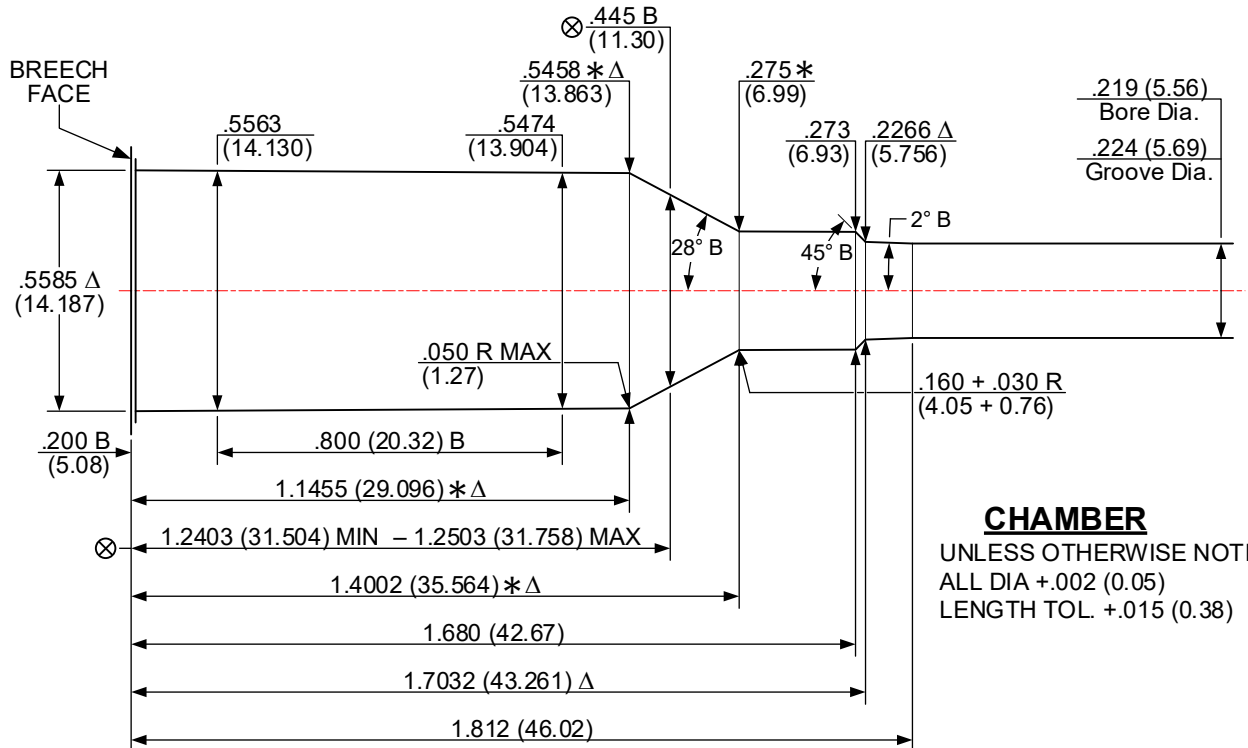 ⊗ .445 B
(11.30)
BREECH
FACE
.5458 * Δ
(13.863)
.275 *
(6.99)
.219 (5.56)
Bore Dia.
.5563
(14.130)
.5474
(13.904)
.273
(6.93)
.2266 Δ
(5.756)
.224 (5.69)
Groove Dia.
2° B
28° B
45° B
.5585 Δ
(14.187)
.050 R MAX
(1.27)
.160 + .030 R
(4.05 + 0.76)
.200 B
(5.08)
.800 (20.32) B
1.1455 (29.096) * Δ
⊗ 1.2403 (31.504) MIN – 1.2503 (31.758) MAX
1.4002 (35.564) * Δ
1.680 (42.67)
1.7032 (43.261) Δ
1.812 (46.02)
CHAMBER
UNLESS OTHERWISE NOTE
ALL DIA +.002 (0.05)
LENGTH TOL. +.015 (0.38)